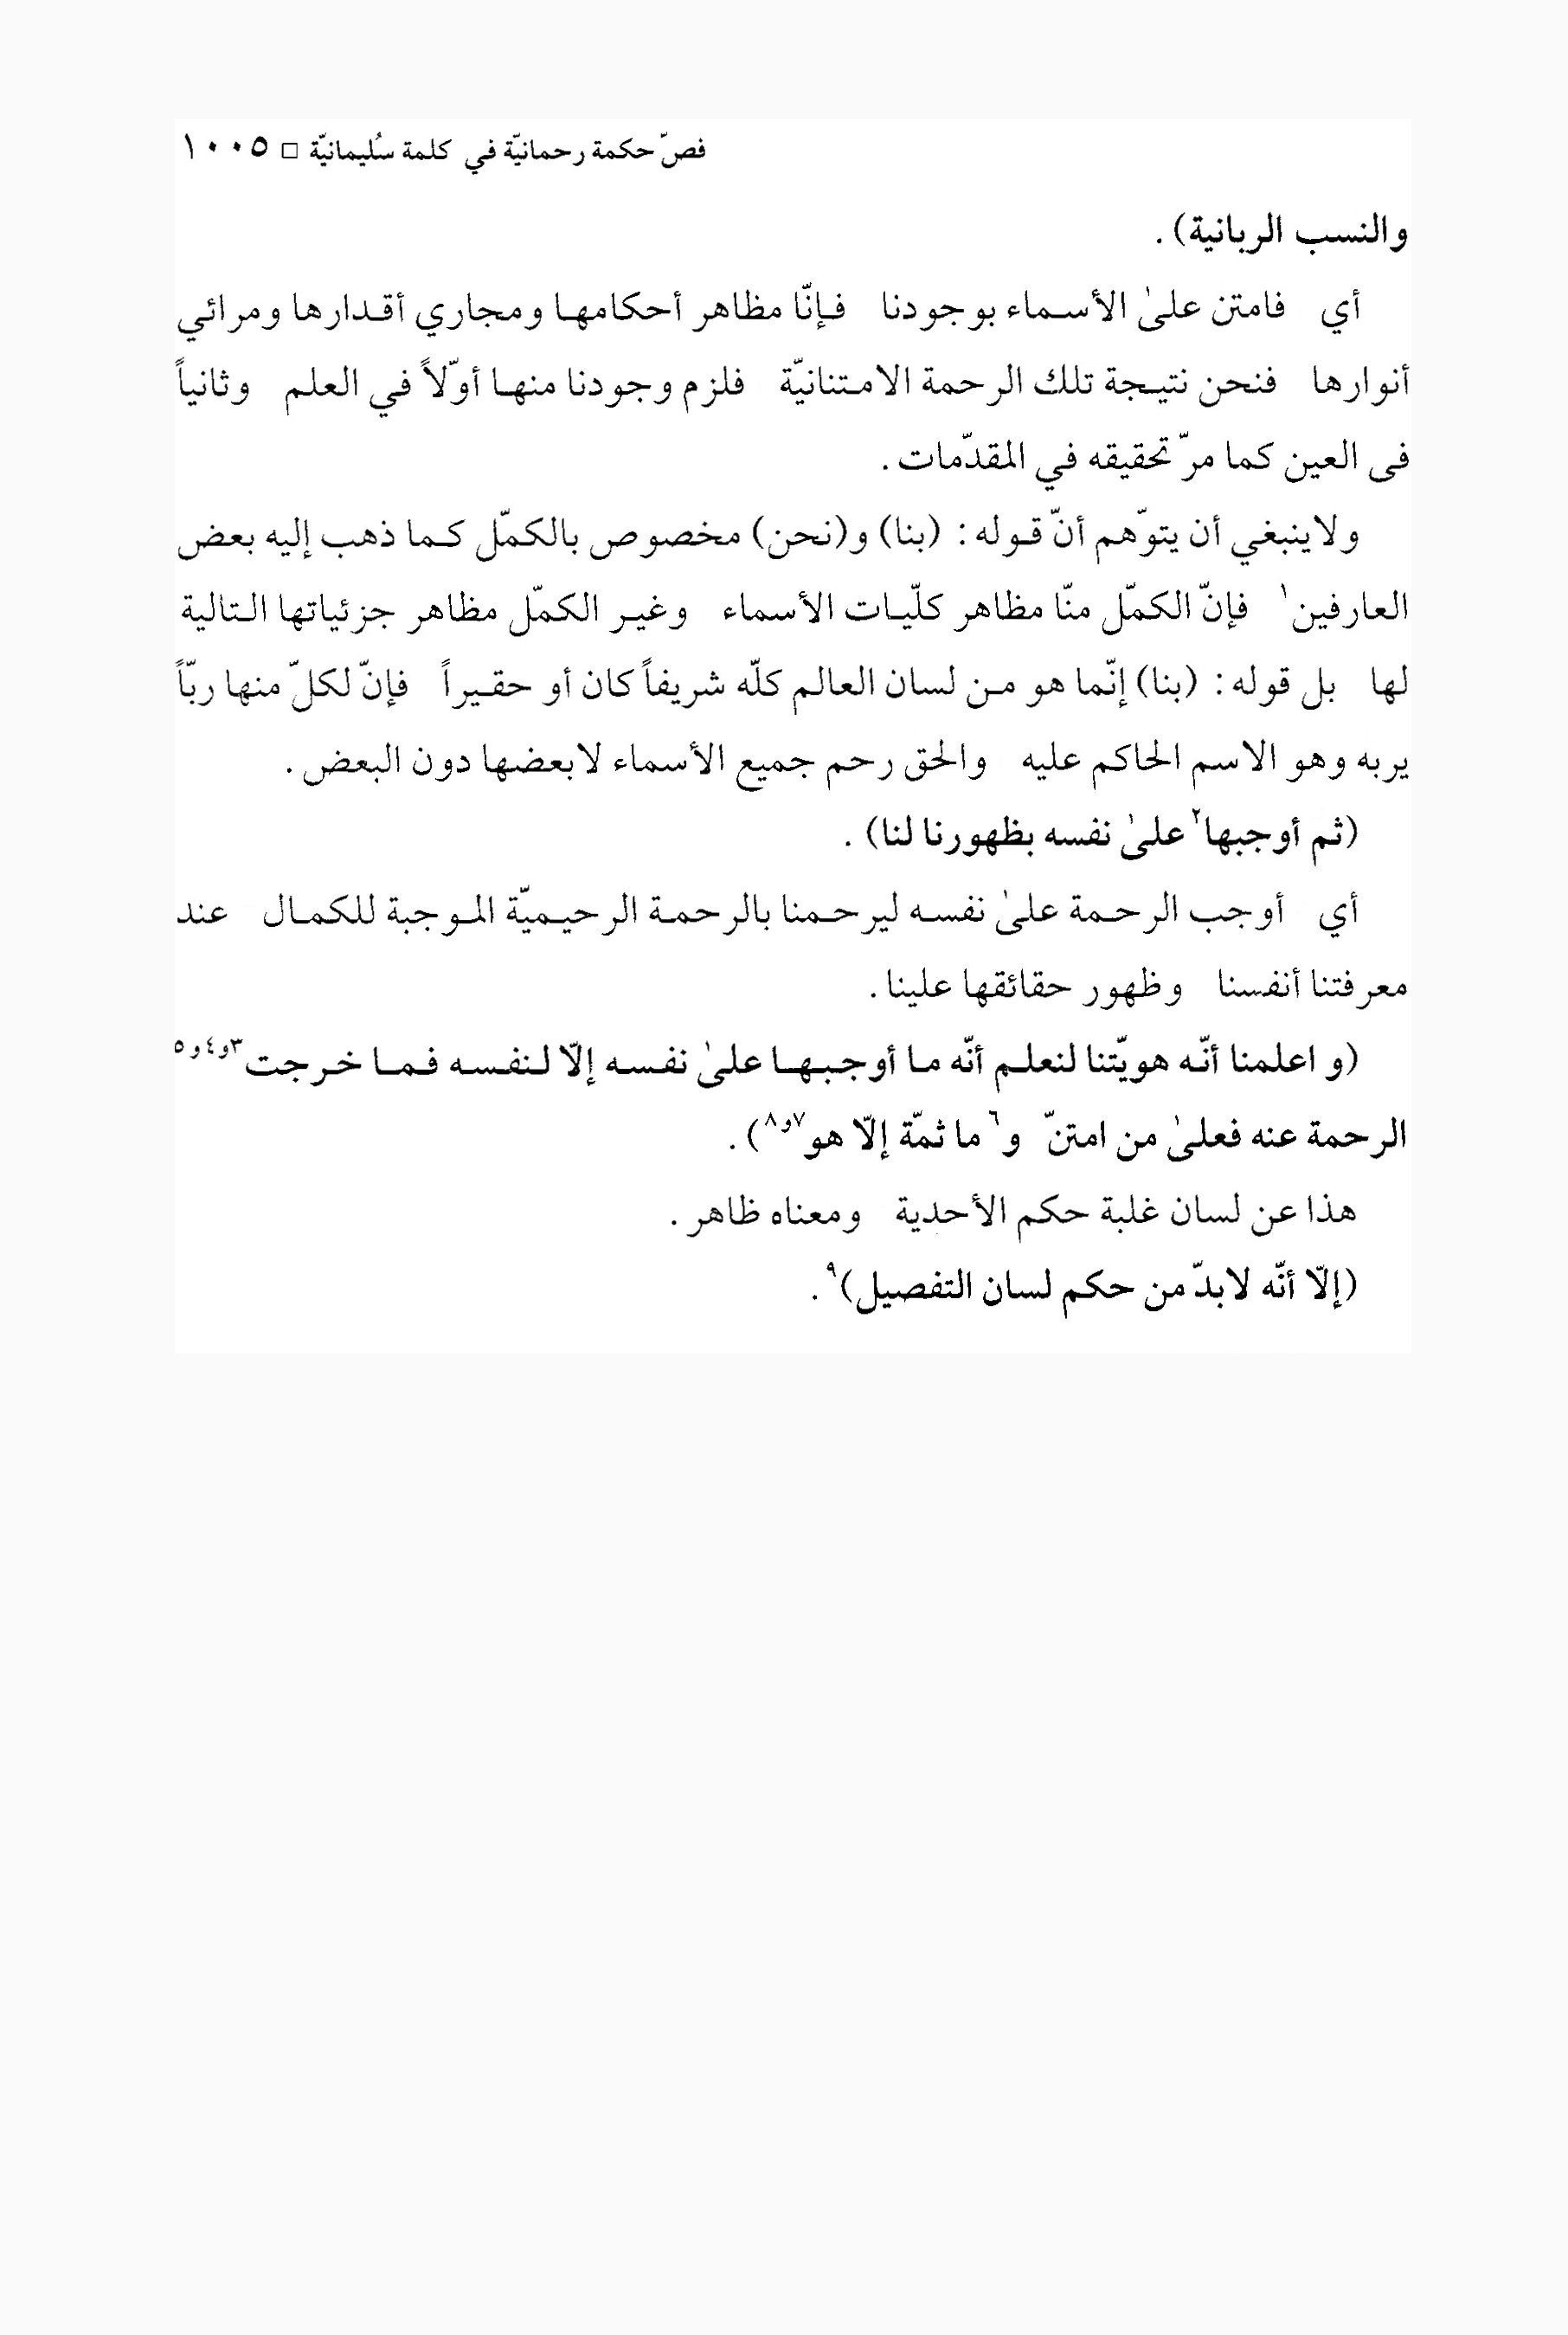 فصّ حكمة رحمانيّة في كلمة سُليمانيّة □ ١٠٠٥
والنسب الربانية) .
أي فامتن علىٰ الأسماء بوجودنا فإنّا مظاهر أحكامها ومجاري أقدارها ومرائي
أنوارها فنحن نتيجة تلك الرحمة الامتنانيّة فلزم وجودنا منها أوّلاً في العلم وثانياً
فى العين كما مرّ تحقيقه في المقدّمات .
ولاينبغي أن يتوّهم أنّ قوله : (بنا) و(نحن) مخصوص بالكمّل كما ذهب إليه بعض
العارفين١ فإنّ الكمّل منّا مظاهر كلّيات الأسماء وغير الكمّل مظاهر جزئياتها التالية
لها بل قوله : (بنا) إنّما هو من لسان العالم كلّه شريفاً كان أو حقيراً فإنّ لكلّ منها ربّاً
يربه وهو الاسم الحاكم عليه والحق رحم جميع الأسماء لابعضها دون البعض .
(ثم أوجبها٢ علىٰ نفسه بظهورنا لنا) .
أي أوجب الرحمة علىٰ نفسه ليرحمنا بالرحمة الرحيميّة الموجبة للكمال عند
معرفتنا أنفسنا وظهور حقائقها علينا .
(و اعلمنا أنّه هويّتنا لنعلم أنّه ما أوجبها علىٰ نفسه إلّا لنفسه فما خرجت٣و٤و٥
الرحمة عنه فعلىٰ من امتنّ و٦ ما ثمّة إلّا هو٧و٨) .
هذا عن لسان غلبة حكم الأحدية ومعناه ظاهر .
(إلّا أنّه لابدّ من حكم لسان التفصيل)٩ .